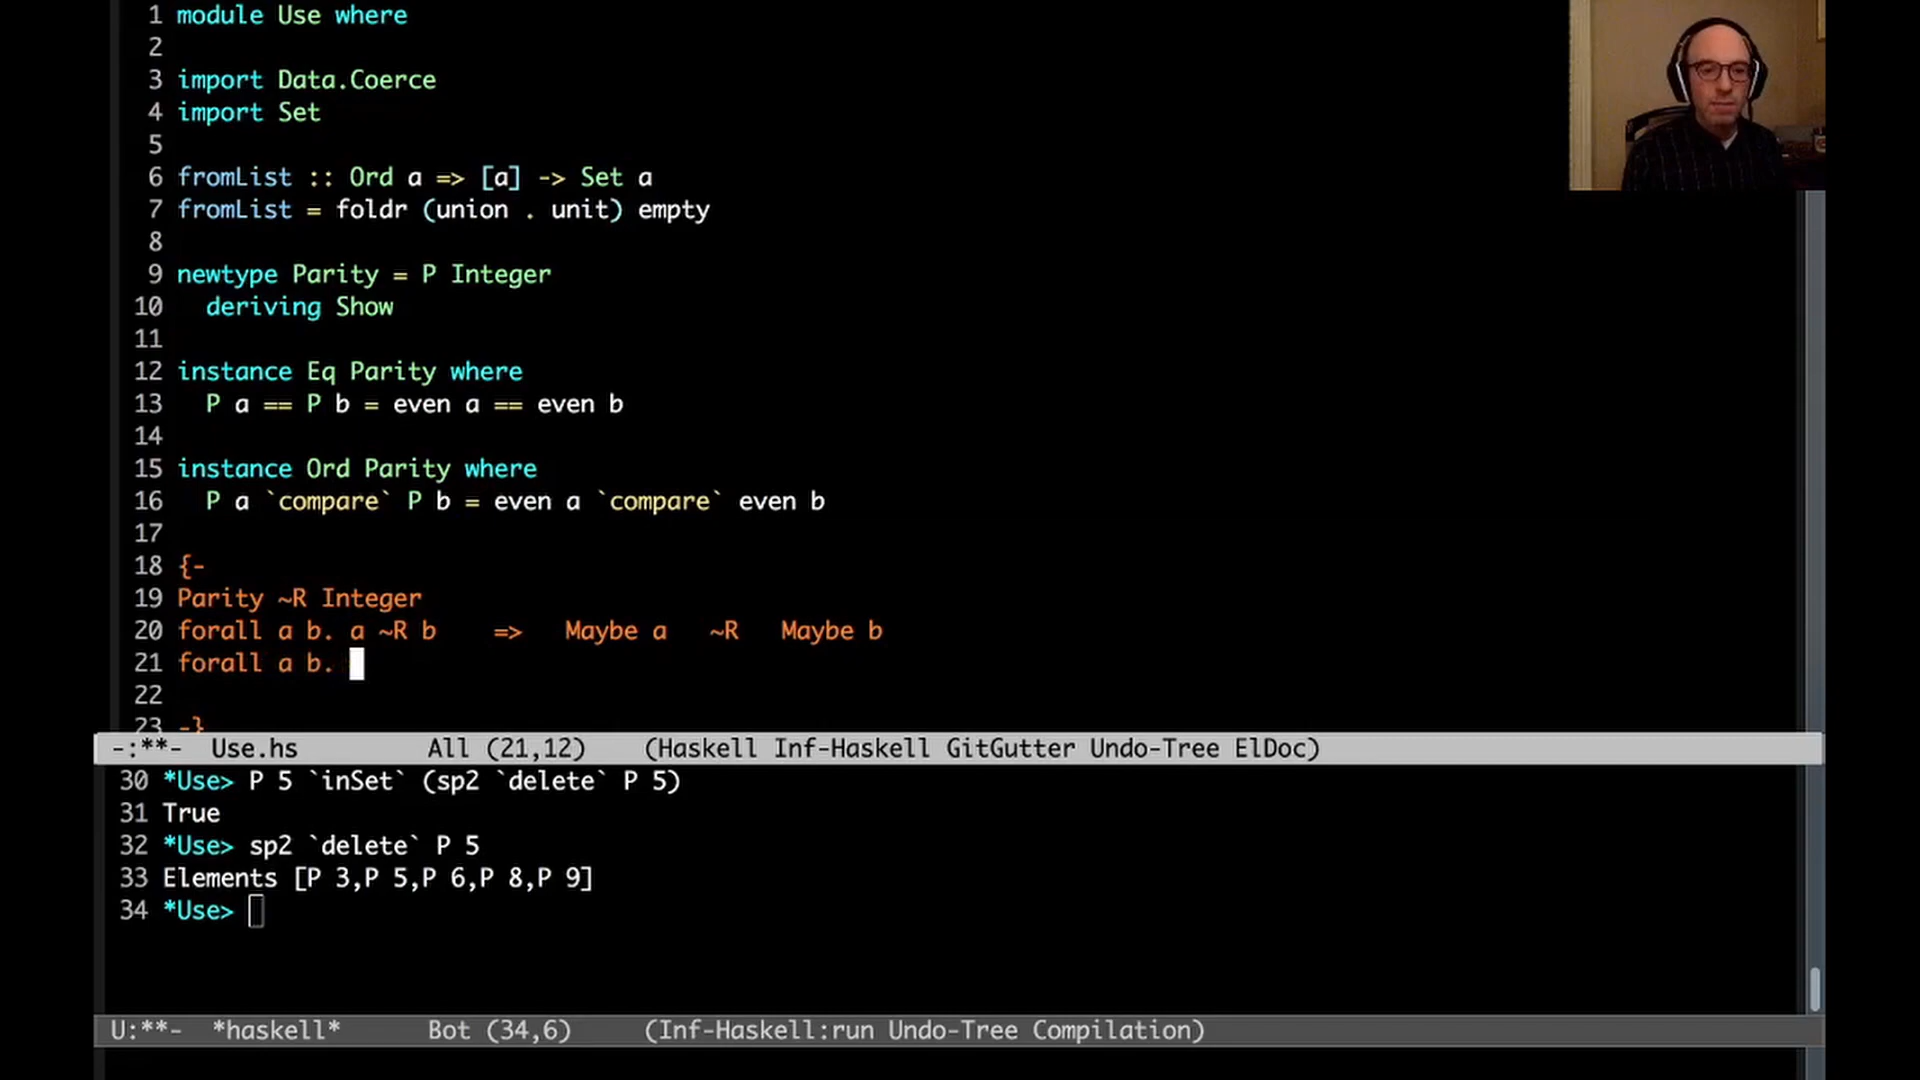 1 module Use where
2
3 import Data.Coerce
4 import Set
5
6 fromList :: Ord a => [a] -> Set a
7 fromList = foldr (union . unit) empty
8
9 newtype Parity = P Integer
10   deriving Show
11
12 instance Eq Parity where
13   P a == P b = even a == even b
14
15 instance Ord Parity where
16   P a `compare` P b = even a `compare` even b
17
18 {-
19 Parity ~R Integer
20 forall a b. a ~R b    =>   Maybe a   ~R   Maybe b
21 forall a b.
22
23 -}
-:**-  Use.hs         All (21,12)    (Haskell Inf-Haskell GitGutter Undo-Tree ElDoc)
30 *Use> P 5 `inSet` (sp2 `delete` P 5)
31 True
32 *Use> sp2 `delete` P 5
33 Elements [P 3,P 5,P 6,P 8,P 9]
34 *Use>
U:**-  *haskell*      Bot (34,6)     (Inf-Haskell:run Undo-Tree Compilation)